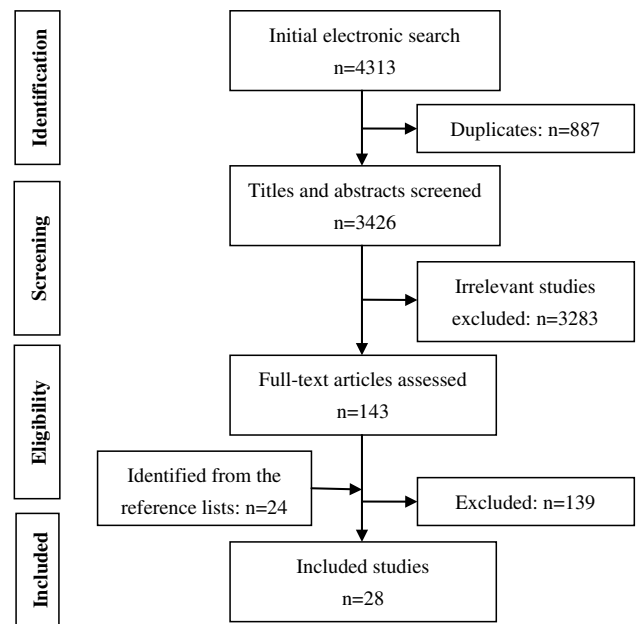 Identification
Initial electronic search
n=4313
Duplicates: n=887
Screening
Titles and abstracts screened
n=3426
Irrelevant studies
excluded: n=3283
Eligibility
Full-text articles assessed
n=143
Identified from the
reference lists: n=24
Excluded: n=139
Included
Included studies
n=28